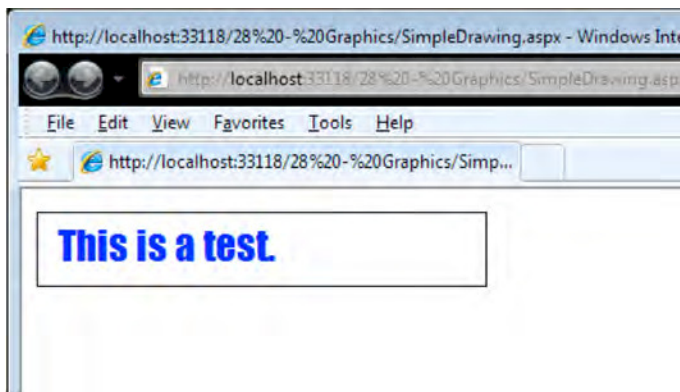 http://localhost:33118/28%20-%20Graphics/SimpleDrawing.aspx - Windows Inte
http://localhost:33118/28%20-%20Graphics/SimpleDrawing.asp
File Edit View Favorites Tools Help
http://localhost:33118/28%20-%20Graphics/Simp...
This is a test.